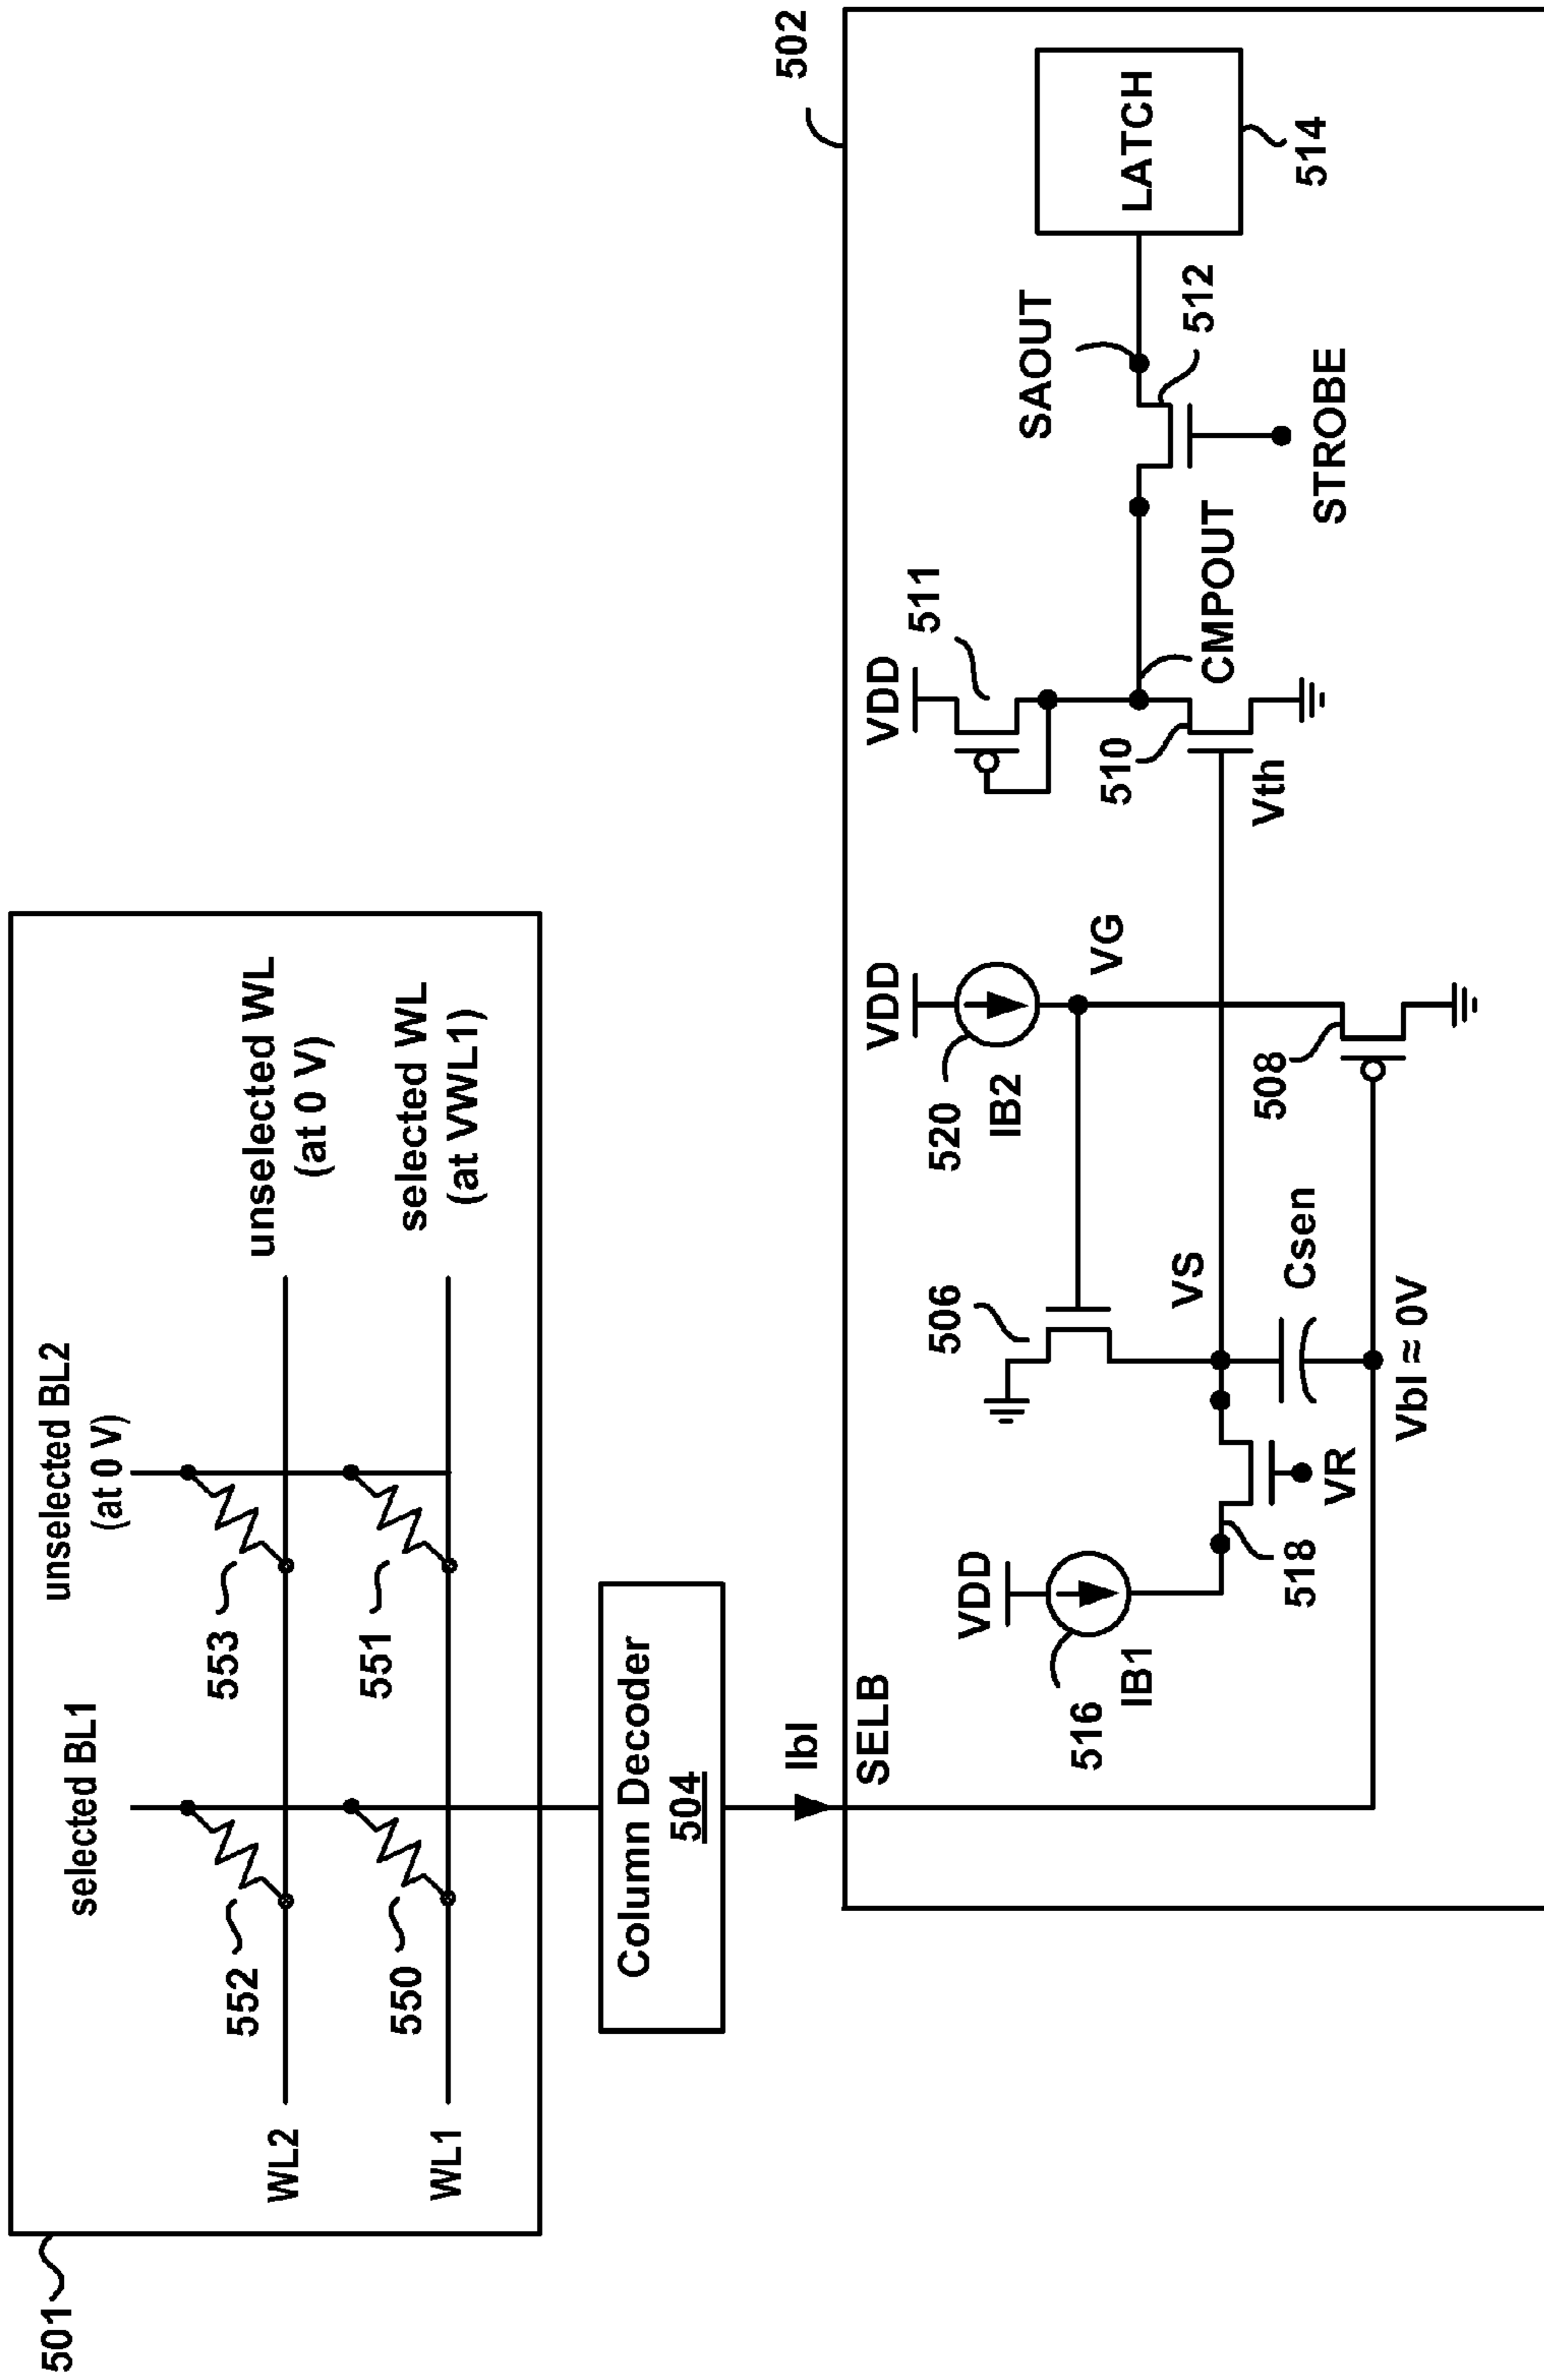 501
selected BL1
unselected BL2
(at 0 V)
WL2
552
553
unselected WL
(at 0 V)
WL1
550
551
selected WL
(at VWL1)
Column Decoder
504
Ibl
502
SELB
VDD
516
IB1
518
VR
506
VS
Csen
Vbl ≈ 0V
VDD
520
IB2
VG
508
VDD
511
510
Vth
CMPOUT
SAOUT
512
STROBE
LATCH
514